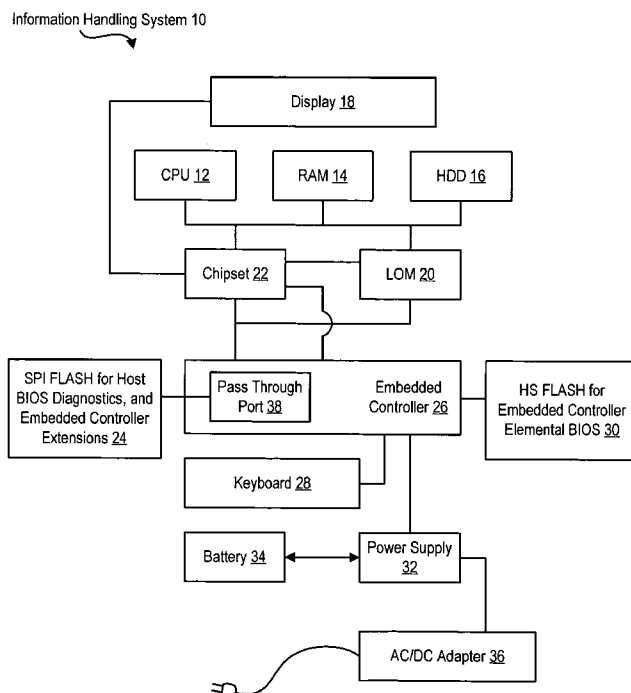 Information Handling System 10
Display 18
CPU 12
RAM 14
HDD 16
Chipset 22
LOM 20
SPI FLASH for Host
BIOS Diagnostics, and
Embedded Controller
Extensions 24
Pass Through
Port 38
Embedded
Controller 26
HS FLASH for
Embedded Controller
Elemental BIOS 30
Keyboard 28
Battery 34
Power Supply
32
AC/DC Adapter 36